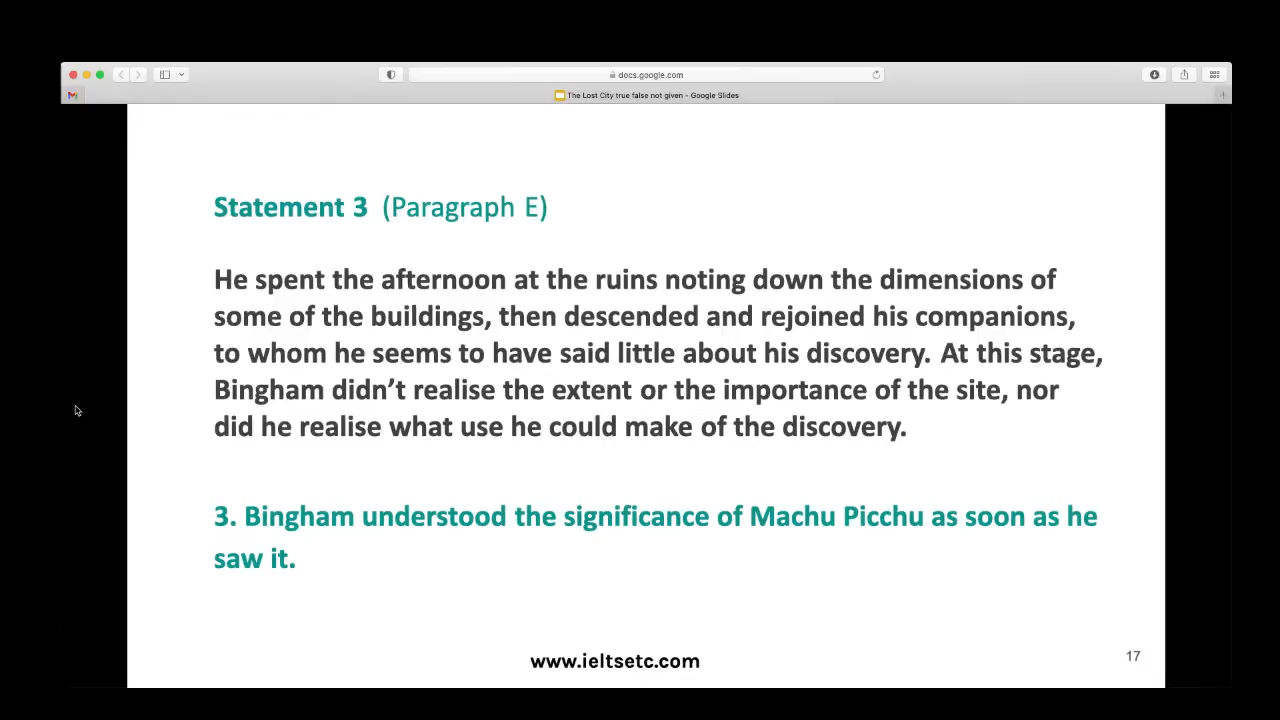 docs.google.com
The Lost City true false not given - Google Slides
Statement 3 (Paragraph E)
He spent the afternoon at the ruins noting down the dimensions of
some of the buildings, then descended and rejoined his companions,
to whom he seems to have said little about his discovery. At this stage,
Bingham didn't realise the extent or the importance of the site, nor
did he realise what use he could make of the discovery.
3. Bingham understood the significance of Machu Picchu as soon as he
saw it.
www.ieltsetc.com
17